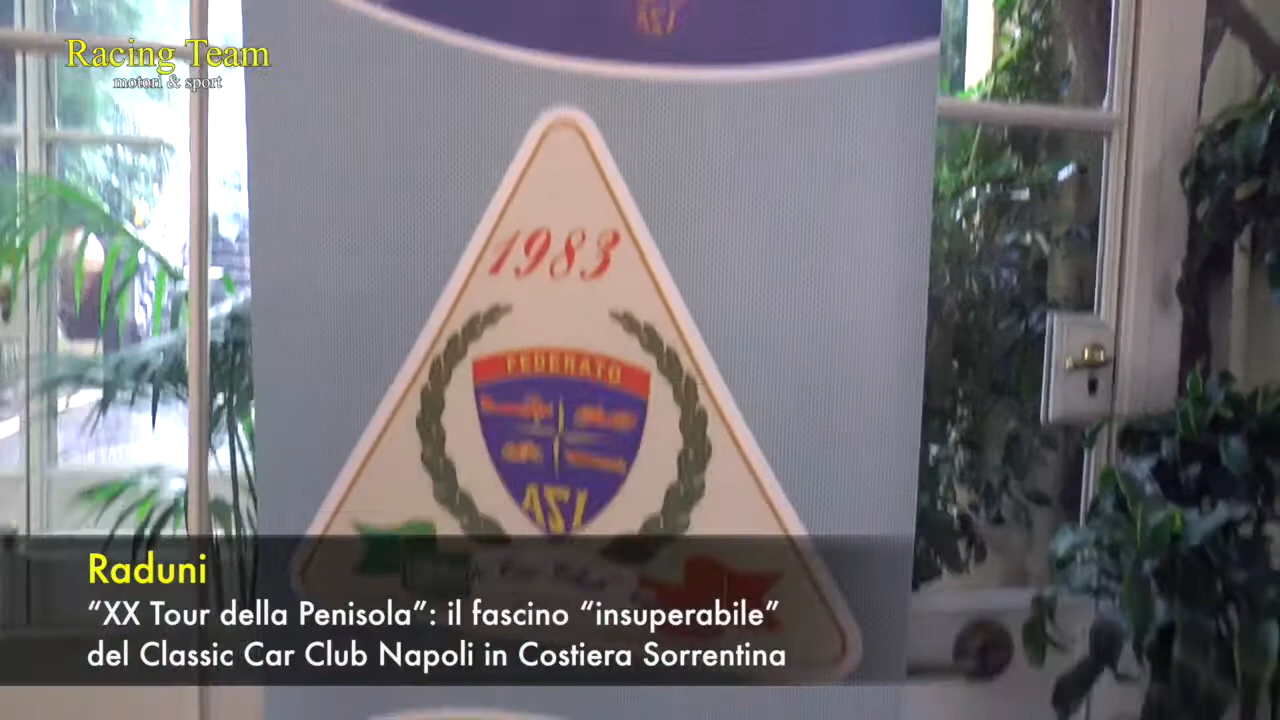 Racing Team
motori & sport
ASI
1983
FEDERATO
ASI
Raduni
“XX Tour della Penisola”: il fascino “insuperabile”
del Classic Car Club Napoli in Costiera Sorrentina